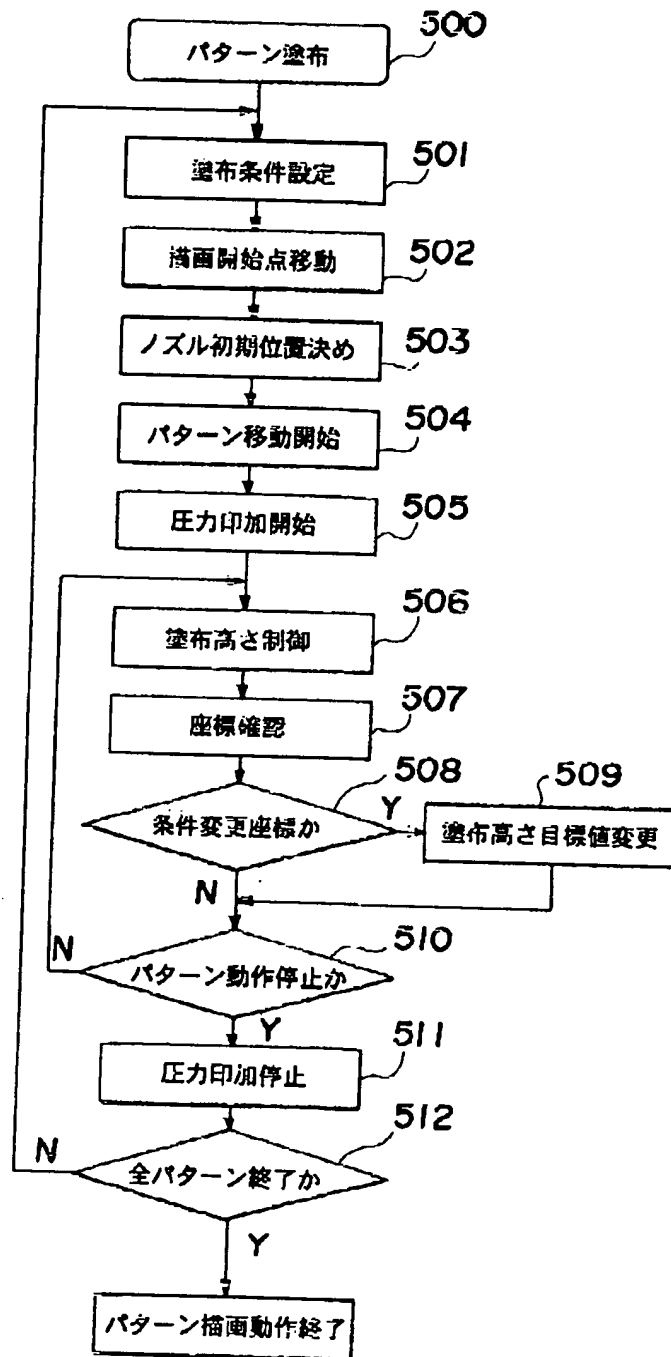 パターン塗布
500
塗布条件設定
501
描画開始点移動
502
ノズル初期位置決め
503
パターン移動開始
504
圧力印加開始
505
塗布高さ制御
506
座標確認
507
条件変更座標か
508
Y
塗布高さ目標値変更
509
N
パターン動作停止か
510
N
Y
圧力印加停止
511
全パターン終了か
512
N
Y
パターン描画動作終了